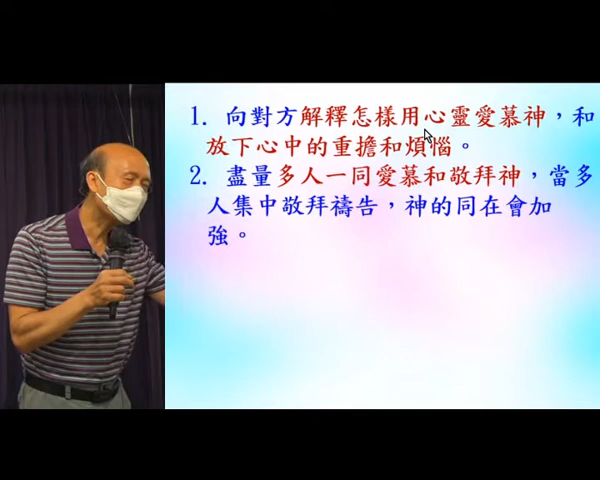 1. 向對方解釋怎樣用心靈愛慕神，和
放下心中的重擔和煩惱。
2. 盡量多人一同愛慕和敬拜神，當多
人集中敬拜禱告，神的同在會加
強。